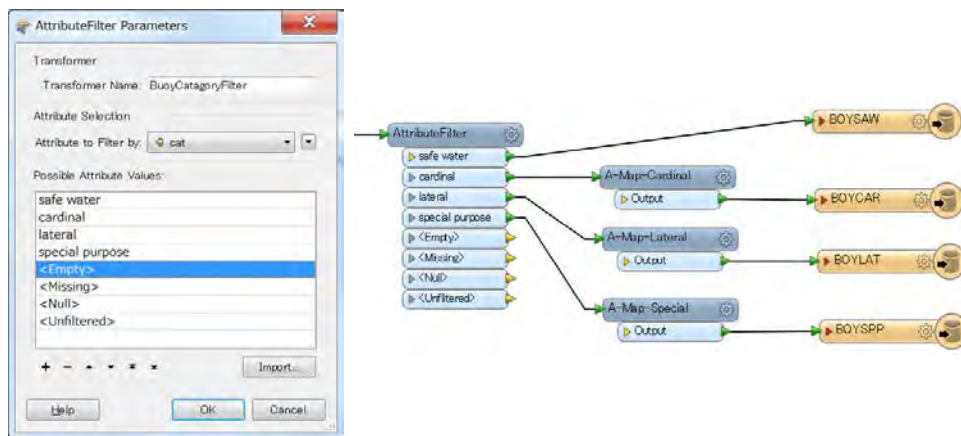 AttributeFilter Parameters
Transformer
Transformer Name: BuoyCatagoryFilter
Attribute Selection
Attribute to Filter by: cat
Possible Attribute Values:
safe water
cardinal
lateral
special purpose
<Empty>
<Missing>
<Null>
<Unfiltered>
Import...
Help
OK
Cancel
AttributeFilter
safe water
cardinal
lateral
special purpose
<Empty>
<Missing>
<Null>
<Unfiltered>
A-Map-Cardinal
Output
A-Map-Lateral
Output
A-Map-Special
Output
BOYSAW
BOYCAR
BOYLAT
BOYSPP